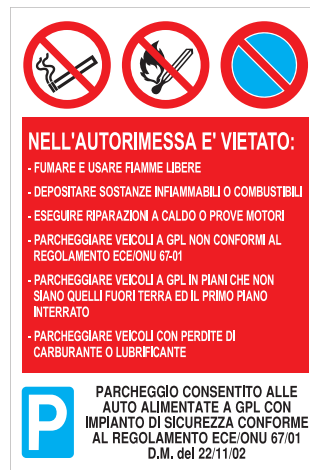 NELL'AUTORIMESSA E' VIETATO:
- FUMARE E USARE FIAMME LIBERE
- DEPOSITARE SOSTANZE INFIAMMABILI O COMBUSTIBILI
- ESEGUIRE RIPARAZIONI A CALDO O PROVE MOTORI
- PARCHEGGIARE VEICOLI A GPL NON CONFORMI AL
REGOLAMENTO ECE/ONU 67-01
- PARCHEGGIARE VEICOLI A GPL IN PIANI CHE NON
SIANO QUELLI FUORI TERRA ED IL PRIMO PIANO
INTERRATO
- PARCHEGGIARE VEICOLI CON PERDITE DI
CARBURANTE O LUBRIFICANTE
P
PARCHEGGIO CONSENTITO ALLE
AUTO ALIMENTATE A GPL CON
IMPIANTO DI SICUREZZA CONFORME
AL REGOLAMENTO ECE/ONU 67/01
D.M. del 22/11/02